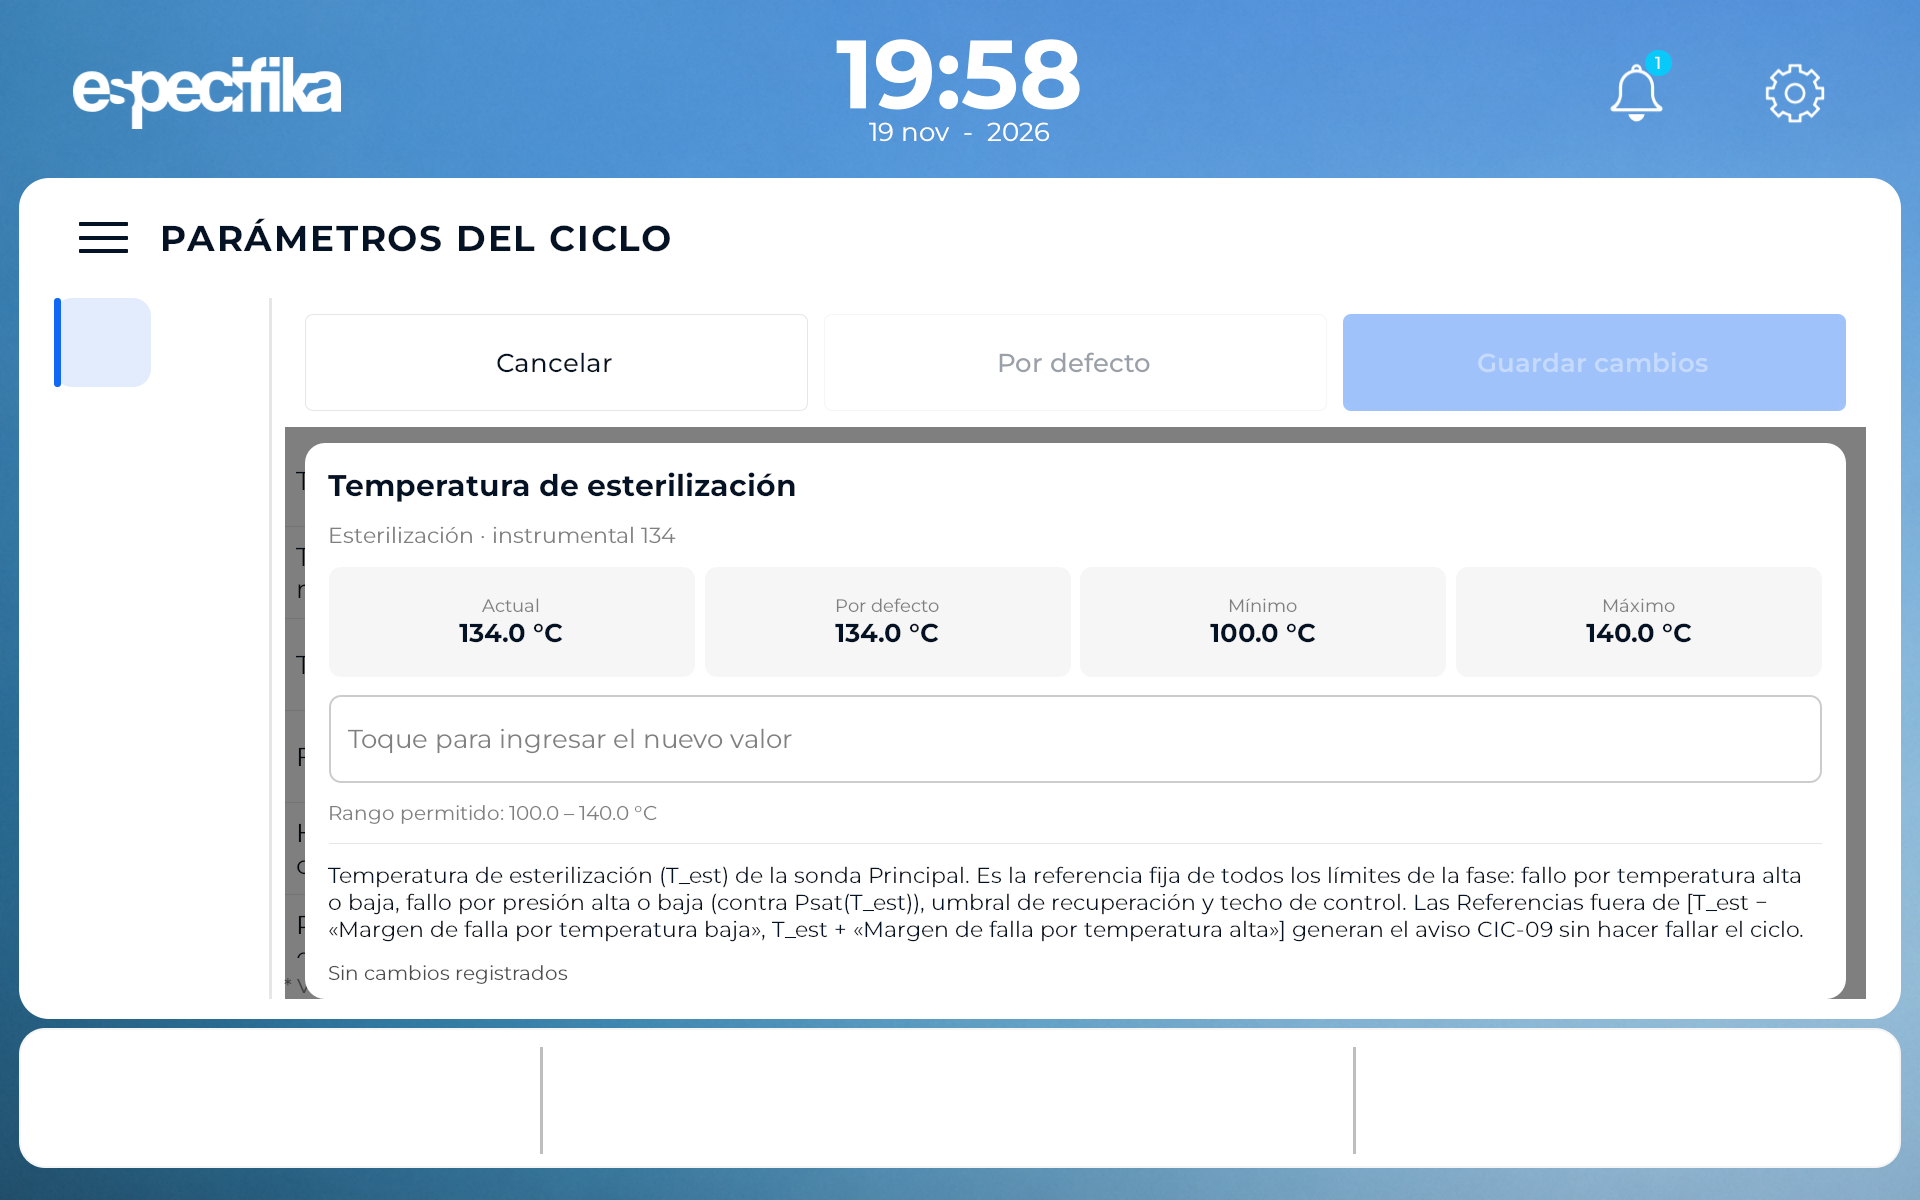 especifika
19:58
19 nov - 2026
1
PARÁMETROS DEL CICLO
Cancelar
Por defecto
Guardar cambios
Temperatura de esterilización
Esterilización · instrumental 134
Actual
134.0 °C
Por defecto
134.0 °C
Mínimo
100.0 °C
Máximo
140.0 °C
Toque para ingresar el nuevo valor
Rango permitido: 100.0 – 140.0 °C
Temperatura de esterilización (T_est) de la sonda Principal. Es la referencia fija de todos los límites de la fase: fallo por temperatura alta
o baja, fallo por presión alta o baja (contra Psat(T_est)), umbral de recuperación y techo de control. Las Referencias fuera de [T_est −
«Margen de falla por temperatura baja», T_est + «Margen de falla por temperatura alta»] generan el aviso CIC-09 sin hacer fallar el ciclo.
Sin cambios registrados